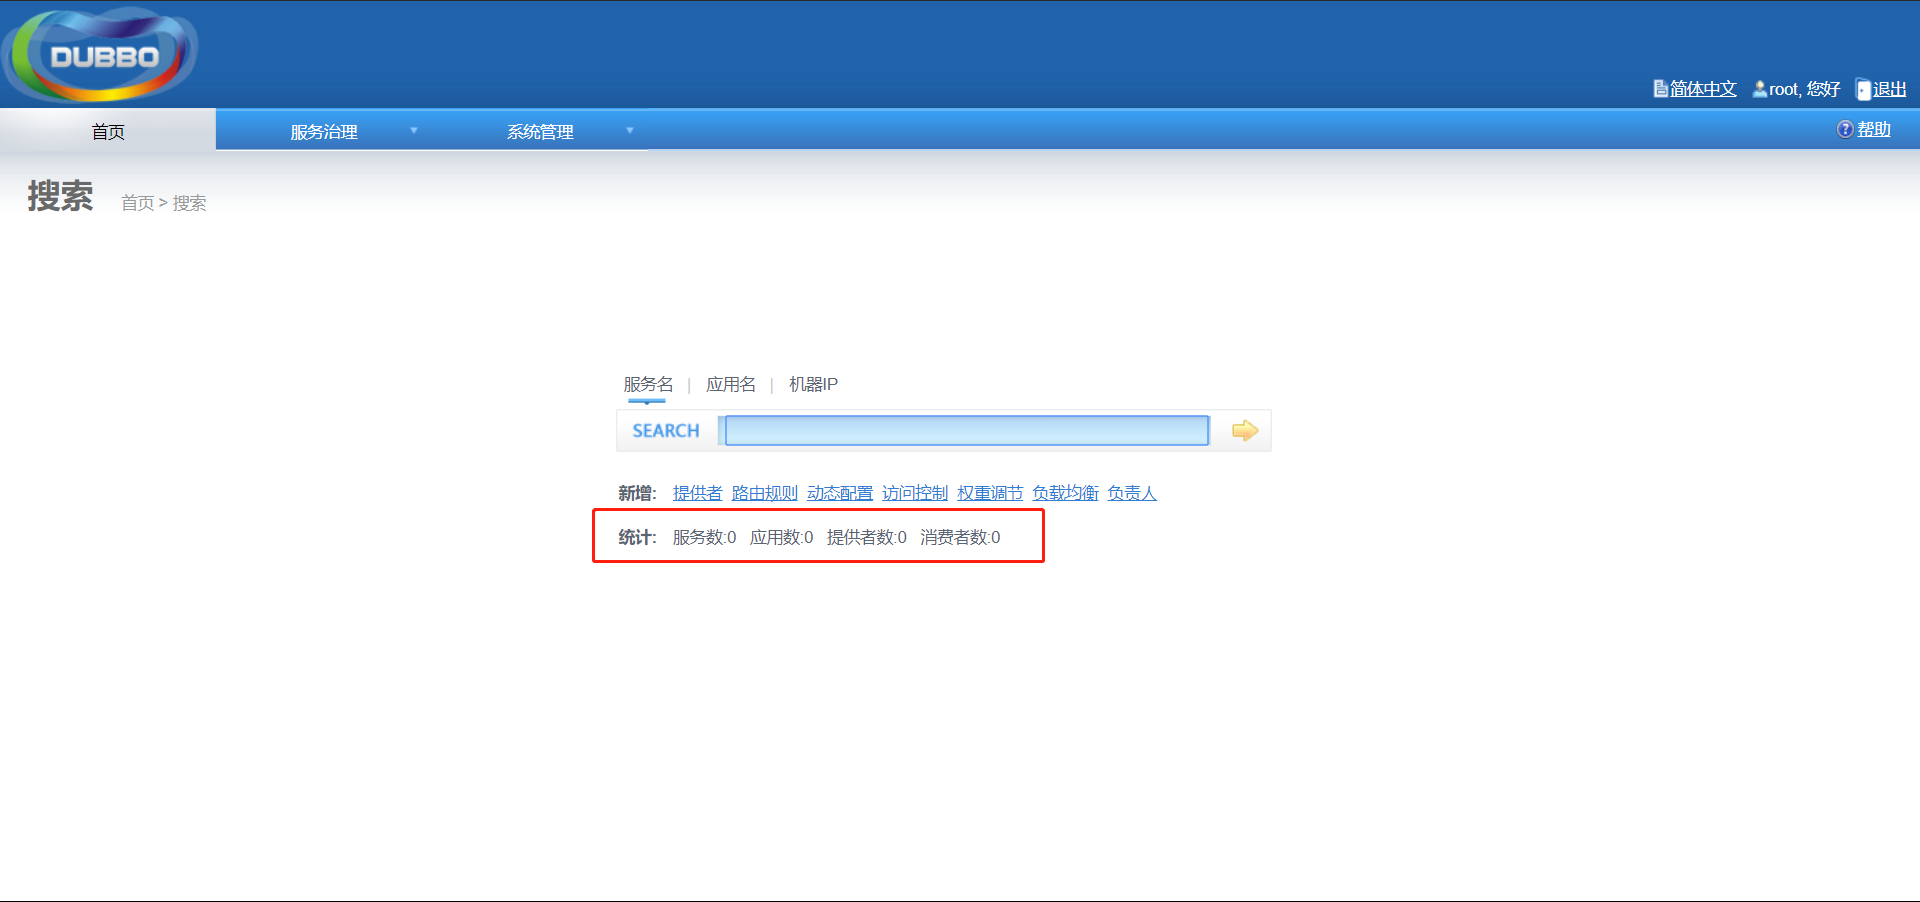 DUBBO
简体中文 root, 您好 退出
首页 服务治理 系统管理 帮助
搜索 首页 > 搜索
服务名 | 应用名 | 机器IP
SEARCH
新增: 提供者 路由规则 动态配置 访问控制 权重调节 负载均衡 负责人
统计: 服务数:0 应用数:0 提供者数:0 消费者数:0